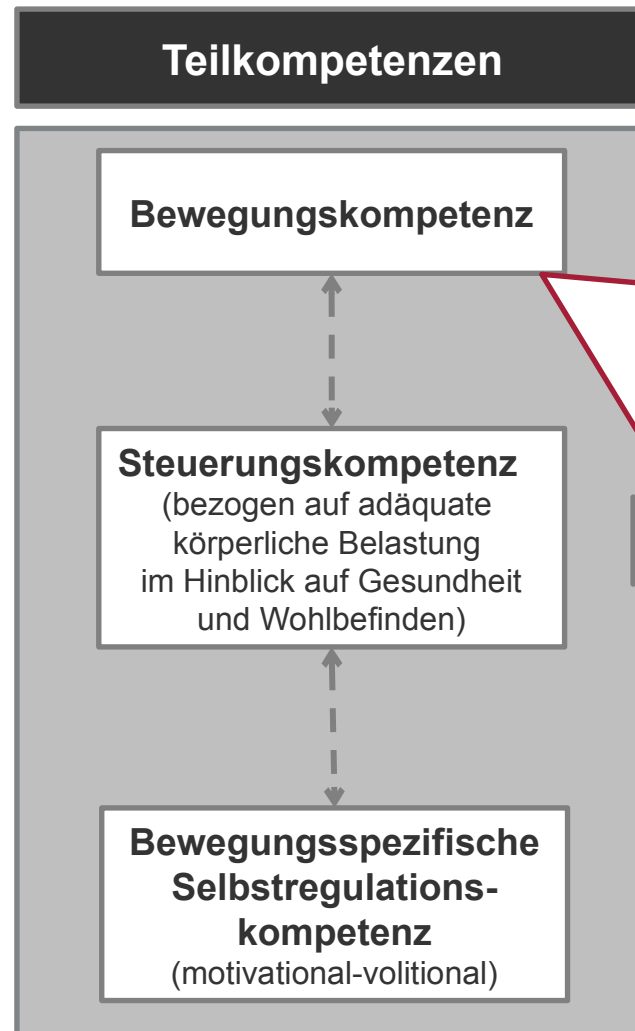 Teilkompetenzen
Bewegungskompetenz
Steuerungskompetenz
(bezogen auf adäquate
körperliche Belastung
im Hinblick auf Gesundheit
und Wohlbefinden)
Bewegungsspezifische
Selbstregulations-
kompetenz
(motivational-volitional)